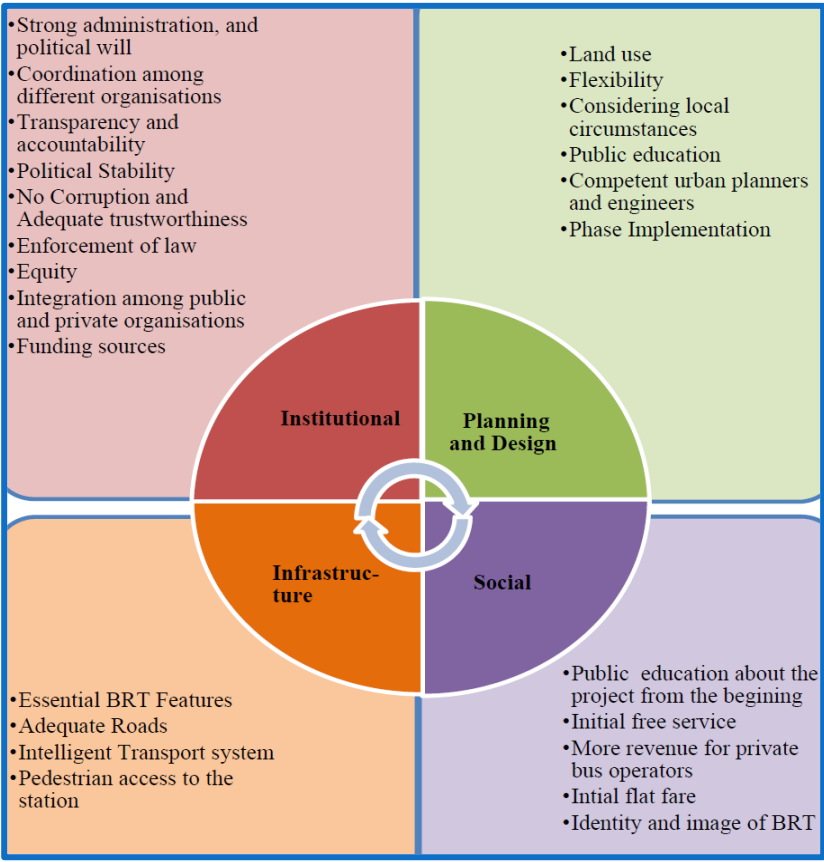 •Strong administration, and
political will
•Coordination among
different organisations
•Transparency and
accountability
•Political Stability
•No Corruption and
Adequate trustworthiness
•Enforcement of law
•Equity
•Integration among public
and private organisations
•Funding sources
•Land use
•Flexibility
•Considering local
circumstances
•Public education
•Competent urban planners
and engineers
•Phase Implementation
Institutional
Planning
and Design
Infrastruc-
ture
Social
•Essential BRT Features
•Adequate Roads
•Intelligent Transport system
•Pedestrian access to the
station
•Public education about the
project from the begining
•Initial free service
•More revenue for private
bus operators
•Intial flat fare
•Identity and image of BRT